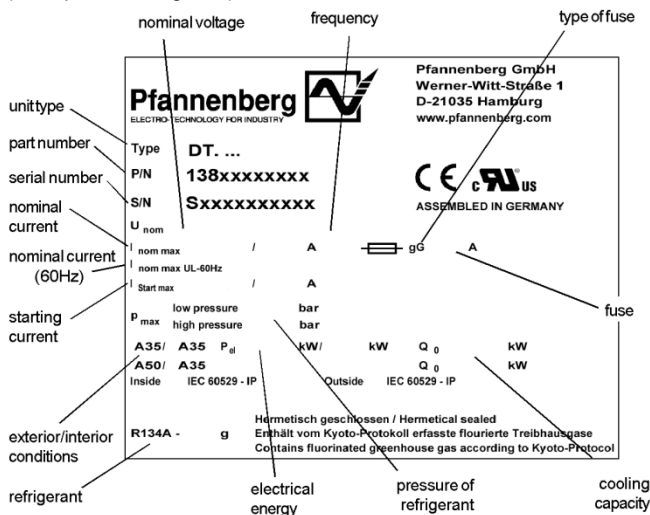 nominal voltage
frequency
type of fuse
unit type
part number
serial number
nominal
current
nominal current
(60Hz)
starting
current
exterior/interior
conditions
refrigerant
electrical
energy
pressure of
refrigerant
cooling
capacity
fuse
Pfannenberg
ELECTRO-TECHNOLOGY FOR INDUSTRY
Pfannenberg GmbH
Werner-Witt-Straße 1
D-21035 Hamburg
www.pfannenberg.com
Type DT. ...
P/N 138xxxxxxxx
S/N Sxxxxxxxxxx
CE c RU US
ASSEMBLED IN GERMANY
U nom
I nom max / A gG A
I nom max UL-60Hz
I Start max / A
p max low pressure bar
high pressure bar
A35/ A35 P el kW/ kW Q 0 kW
A50/ A35 Q 0 kW
Inside IEC 60529 - IP Outside IEC 60529 - IP
Hermetisch geschlossen / Hermetical sealed
R134A - g Enthält vom Kyoto-Protokoll erfasste flourierte Treibhausgase
Contains fluorinated greenhouse gas according to Kyoto-Protocol